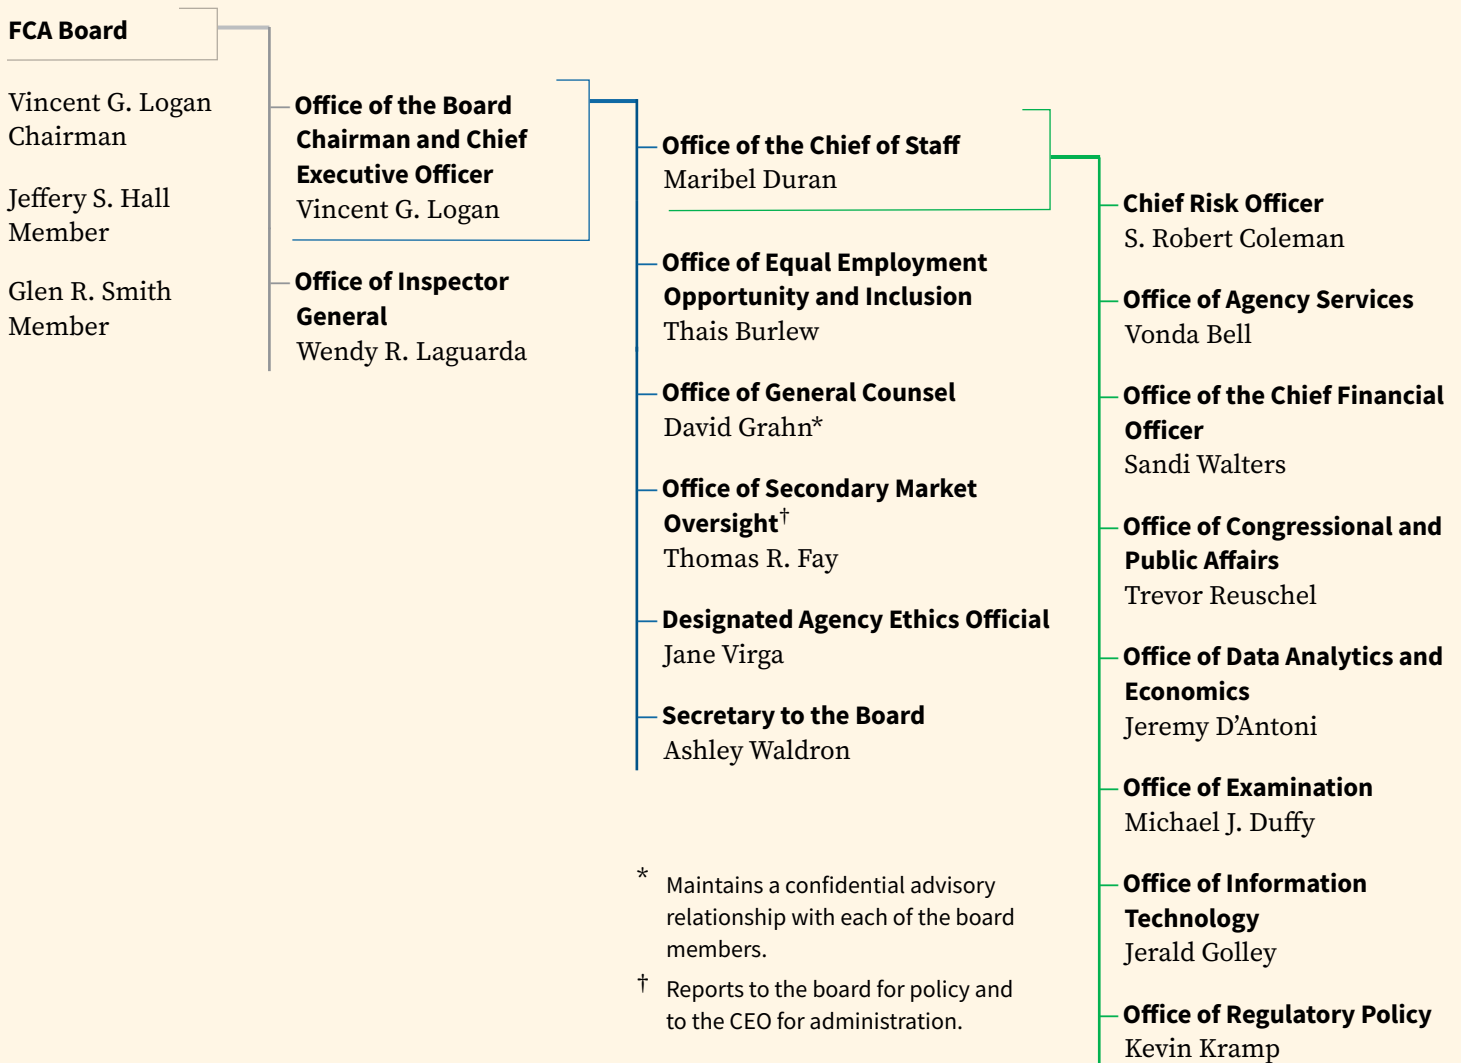 FCA Board
Vincent G. Logan
Chairman
Jeffery S. Hall
Member
Glen R. Smith
Member
Office of the Board
Chairman and Chief
Executive Officer
Vincent G. Logan
Office of Inspector
General
Wendy R. Laguarda
Office of the Chief of Staff
Maribel Duran
Office of Equal Employment
Opportunity and Inclusion
Thais Burlew
Office of General Counsel
David Grahn*
Office of Secondary Market
Oversight†
Thomas R. Fay
Designated Agency Ethics Official
Jane Virga
Secretary to the Board
Ashley Waldron
* Maintains a confidential advisory
relationship with each of the board
members.
† Reports to the board for policy and
to the CEO for administration.
Chief Risk Officer
S. Robert Coleman
Office of Agency Services
Vonda Bell
Office of the Chief Financial
Officer
Sandi Walters
Office of Congressional and
Public Affairs
Trevor Reuschel
Office of Data Analytics and
Economics
Jeremy D’Antoni
Office of Examination
Michael J. Duffy
Office of Information
Technology
Jerald Golley
Office of Regulatory Policy
Kevin Kramp